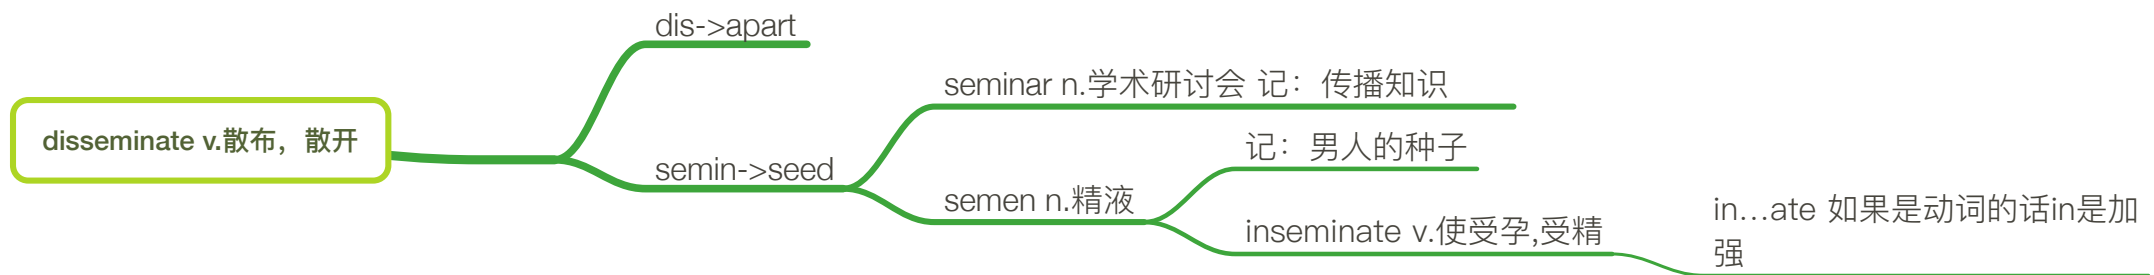 disseminate v.散布，散开
dis->apart
semin->seed
seminar n.学术研讨会 记：传播知识
semen n.精液
记：男人的种子
inseminate v.使受孕,受精
in...ate 如果是动词的话in是加
强